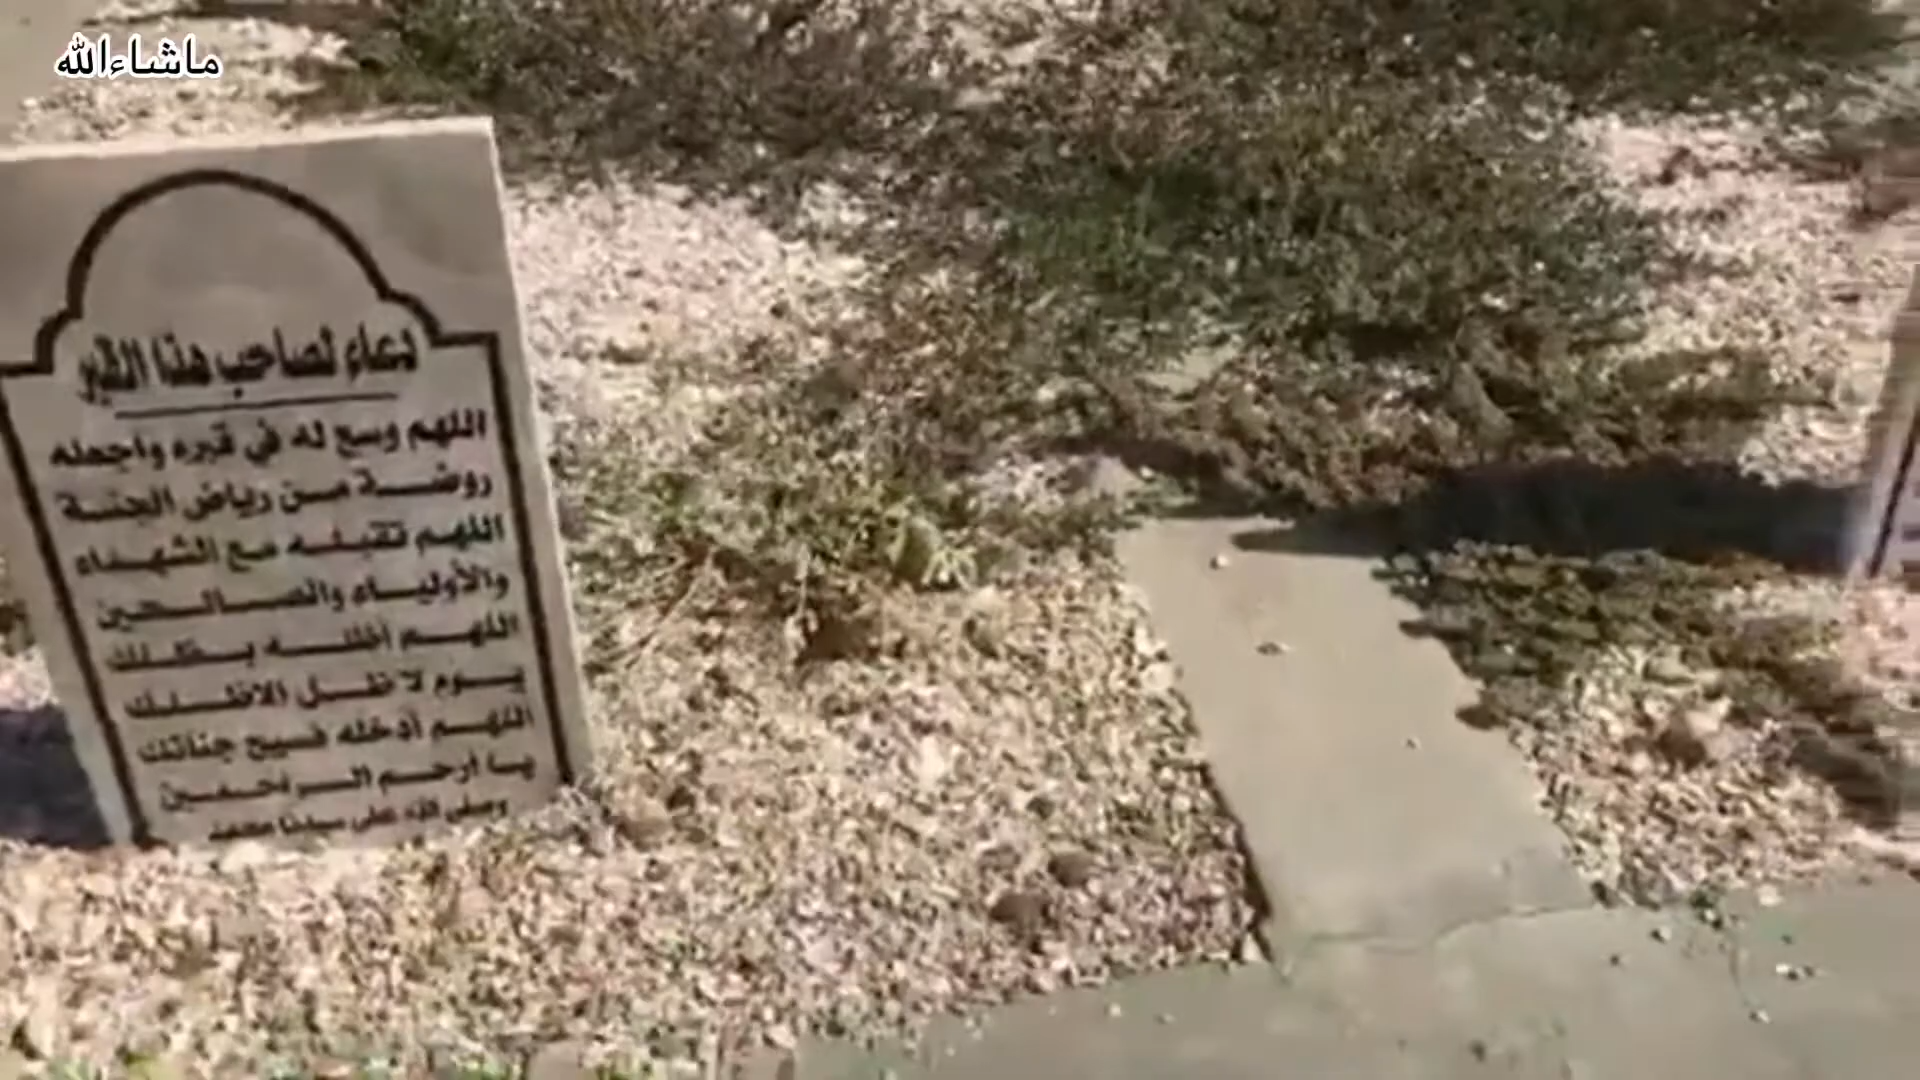 ماشاءالله
دعاء لصاحب هذا القبر
اللهم وسع له في قبره واجعله
روضة من رياض الجنة
اللهم تقبله مع الشهداء
والأولياء والصالحين
اللهم أظله بظلك
يوم لا ظل إلا ظلك
اللهم أدخله فسيح جناتك
يا أرحم الراحمين
وصلى الله على سيدنا محمد